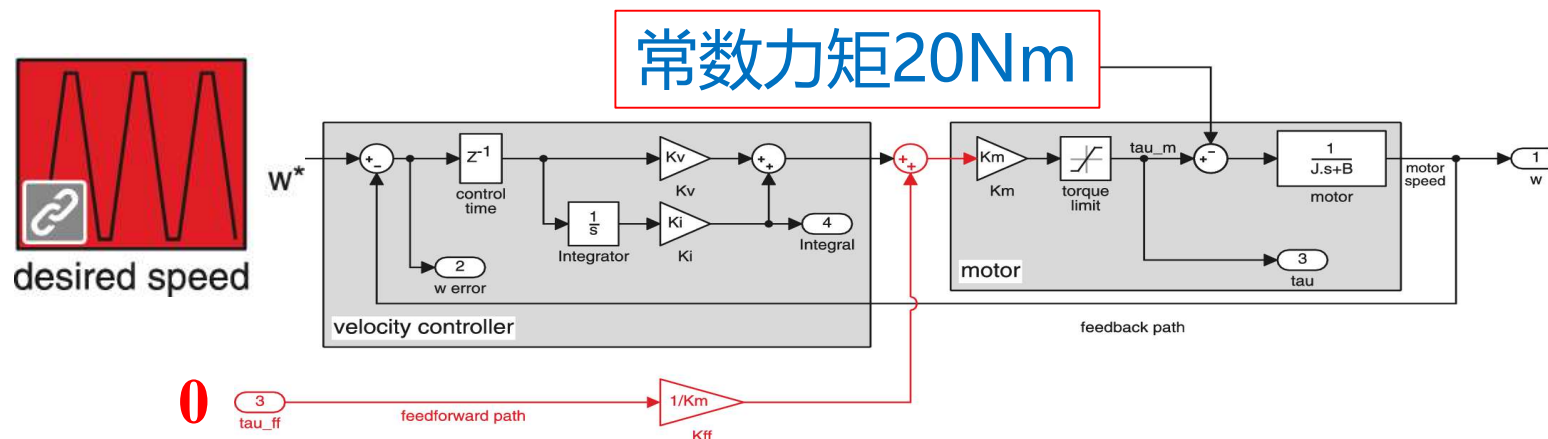 常数力矩20Nm
desired speed
w*
+
-
z-1
control
time
Kv
Kv
+
+
1
s
Integrator
Ki
Ki
4
Integral
2
w error
velocity controller
+
+
Km
Km
torque
limit
tau_m
+
-
1
J.s+B
motor
motor
speed
1
w
3
tau
motor
feedback path
0
3
tau_ff
feedforward path
1/Km
Kff